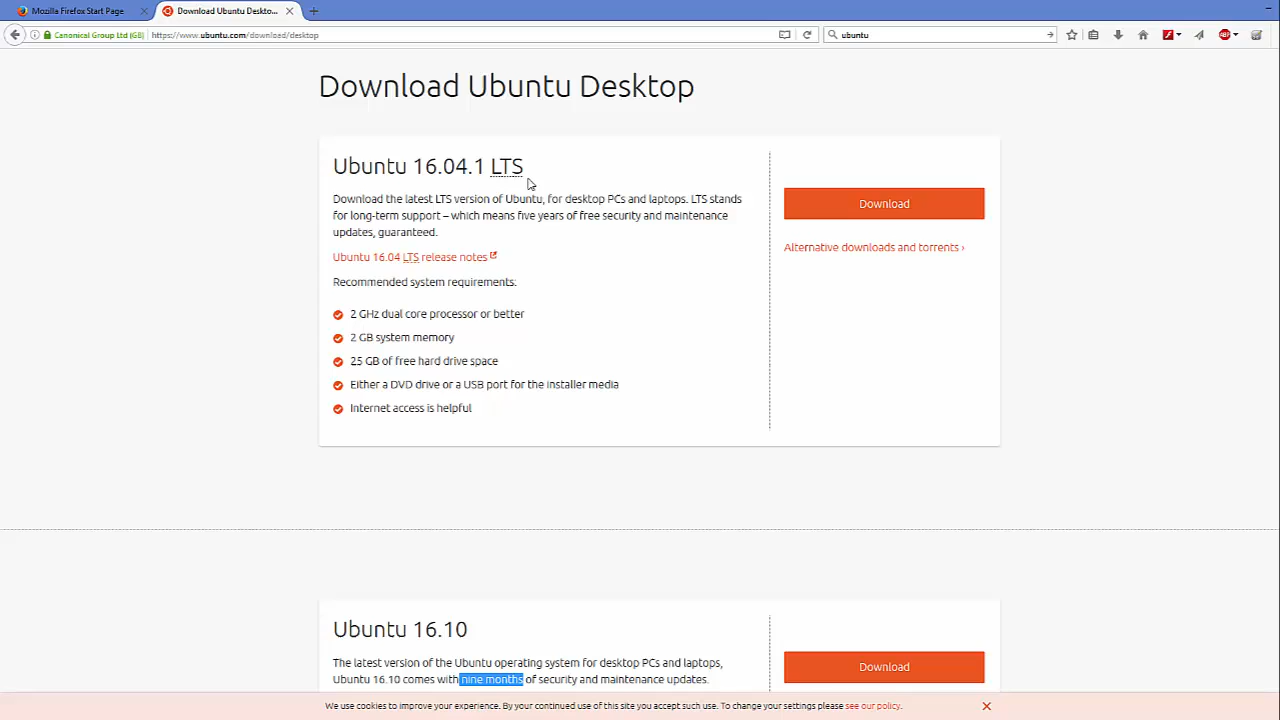 Mozilla Firefox Start Page
Download Ubuntu Deskto...
Canonical Group Ltd (GB)
https://www.ubuntu.com/download/desktop
ubuntu
ABP
Download Ubuntu Desktop
Ubuntu 16.04.1 LTS
Download the latest LTS version of Ubuntu, for desktop PCs and laptops. LTS stands
for long-term support – which means five years of free security and maintenance
updates, guaranteed.
Ubuntu 16.04 LTS release notes
Recommended system requirements:
2 GHz dual core processor or better
2 GB system memory
25 GB of free hard drive space
Either a DVD drive or a USB port for the installer media
Internet access is helpful
Download
Alternative downloads and torrents ›
Ubuntu 16.10
The latest version of the Ubuntu operating system for desktop PCs and laptops,
Ubuntu 16.10 comes with nine months of security and maintenance updates.
Download
We use cookies to improve your experience. By your continued use of this site you accept such use. To change your settings please see our policy.